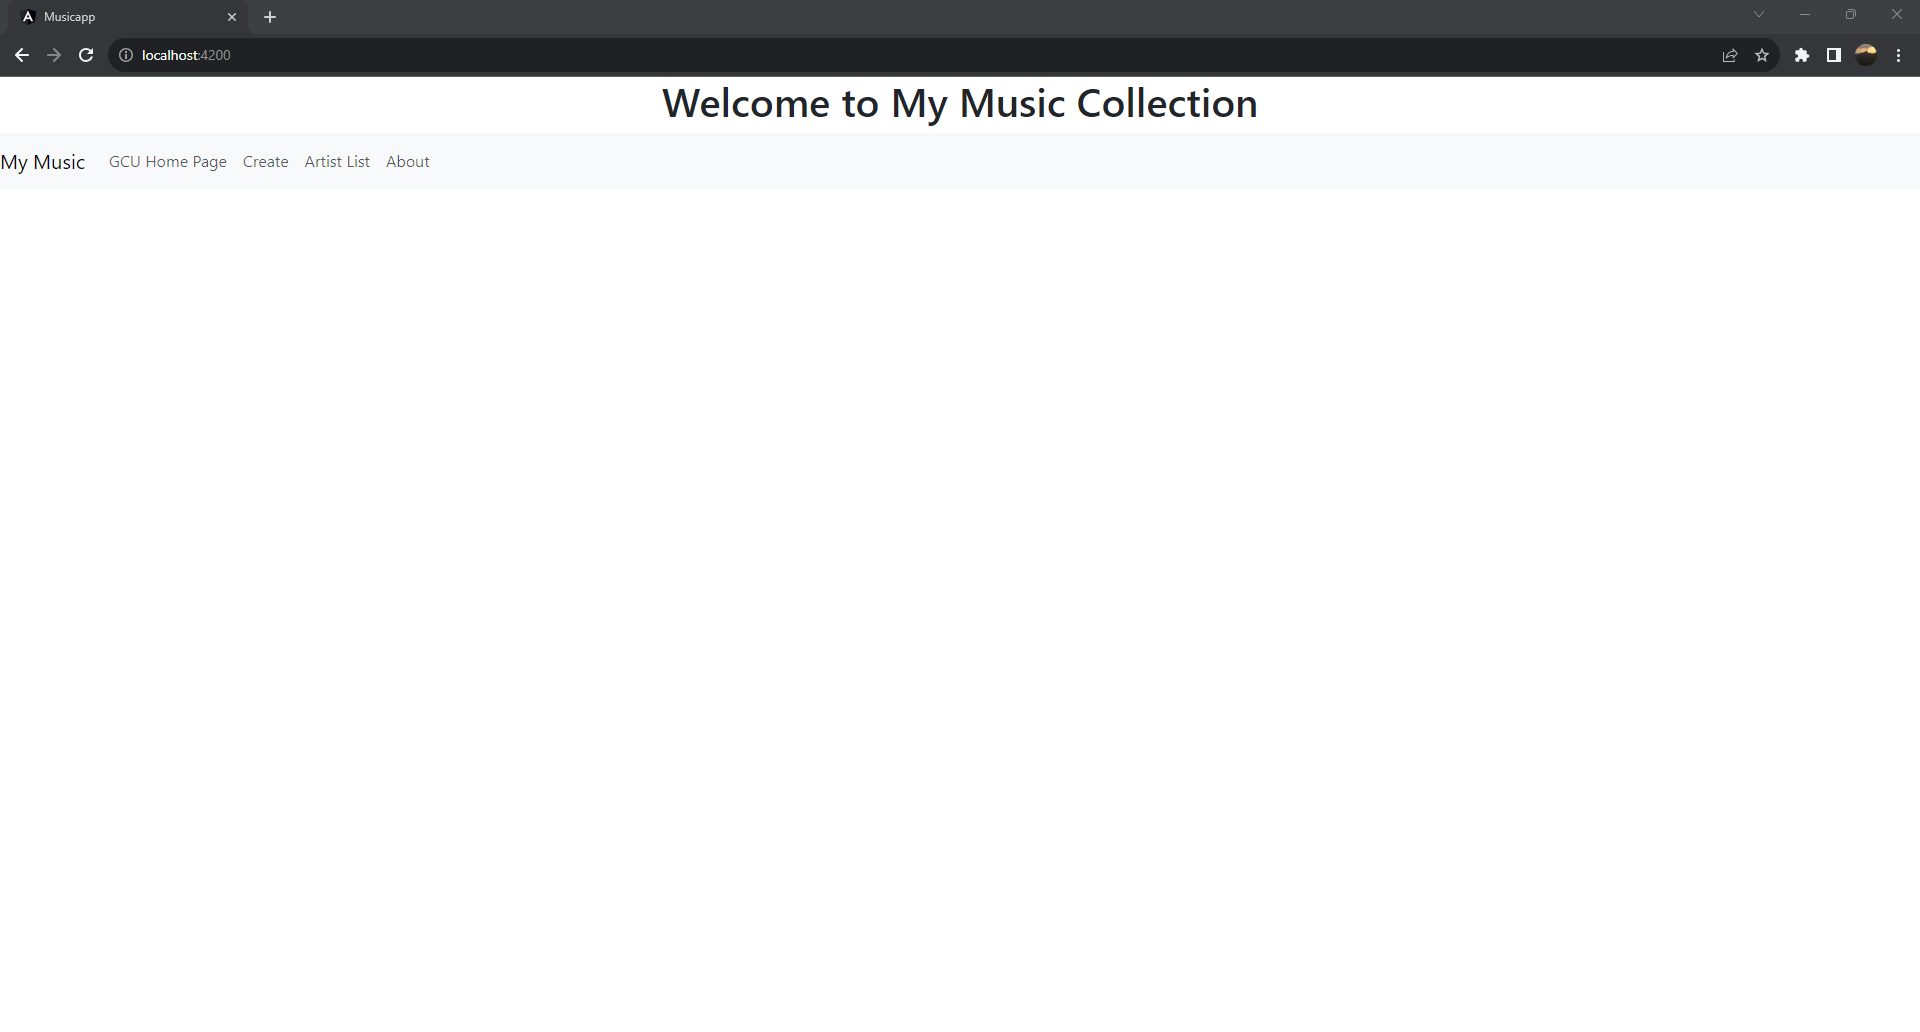 Musicapp
localhost:4200
Welcome to My Music Collection
My Music GCU Home Page Create Artist List About